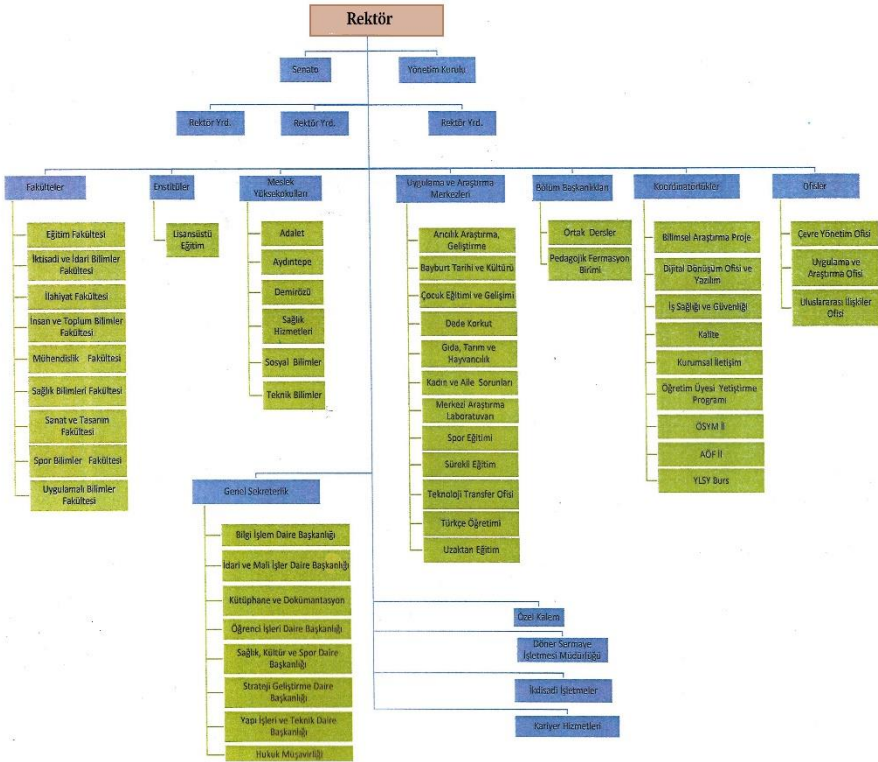 Rektör
Senato
Yönetim Kurulu
Rektör Yrd.
Rektör Yrd.
Rektör Yrd.
Fakülteler
Eğitim Fakültesi
İktisadi ve İdari Bilimler
Fakültesi
İlahiyat Fakültesi
İnsan ve Toplum Bilimler
Fakültesi
Mühendislik Fakültesi
Sağlık Bilimleri Fakültesi
Sanat ve Tasarım
Fakültesi
Spor Bilimler Fakültesi
Uygulamalı Bilimler
Fakültesi
Enstitüler
Lisansüstü
Eğitim
Meslek
Yüksekokulları
Adalet
Aydıntepe
Demirözü
Sağlık
Hizmetleri
Sosyal Bilimler
Teknik Bilimler
Uygulama ve Araştırma
Merkezleri
Arıcılık Araştırma,
Geliştirme
Bayburt Tarihi ve Kültürü
Çocuk Eğitimi ve Gelişimi
Dede Korkut
Gıda, Tarım ve
Hayvancılık
Kadın ve Aile Sorunları
Merkezi Araştırma
Laboratuvarı
Spor Eğitimi
Sürekli Eğitim
Teknoloji Transfer Ofisi
Türkçe Öğretimi
Uzaktan Eğitim
Bölüm Başkanlıkları
Ortak Dersler
Pedagojik Fermasyon
Birimi
Koordinatörlükler
Bilimsel Araştırma Proje
Dijital Dönüşüm Ofisi ve
Yazılım
İş Sağlığı ve Güvenliği
Kalite
Kurumsal İletişim
Öğretim Üyesi Yetiştirme
Programı
ÖSYM İl
AÖF İl
YLSY Burs
Ofisler
Çevre Yönetim Ofisi
Uygulama ve
Araştırma Ofisi
Uluslararası İlişkiler
Ofisi
Genel Sekreterlik
Bilgi İşlem Daire Başkanlığı
İdari ve Mali İşler Daire Başkanlığı
Kütüphane ve Dokümantasyon
Öğrenci İşleri Daire Başkanlığı
Sağlık, Kültür ve Spor Daire
Başkanlığı
Strateji Geliştirme Daire
Başkanlığı
Yapı İşleri ve Teknik Daire
Başkanlığı
Hukuk Müşavirliği
Özel Kalem
Döner Sermaye
İşletmesi Müdürlüğü
İkdisadi İşletmeler
Kariyer Hizmetleri